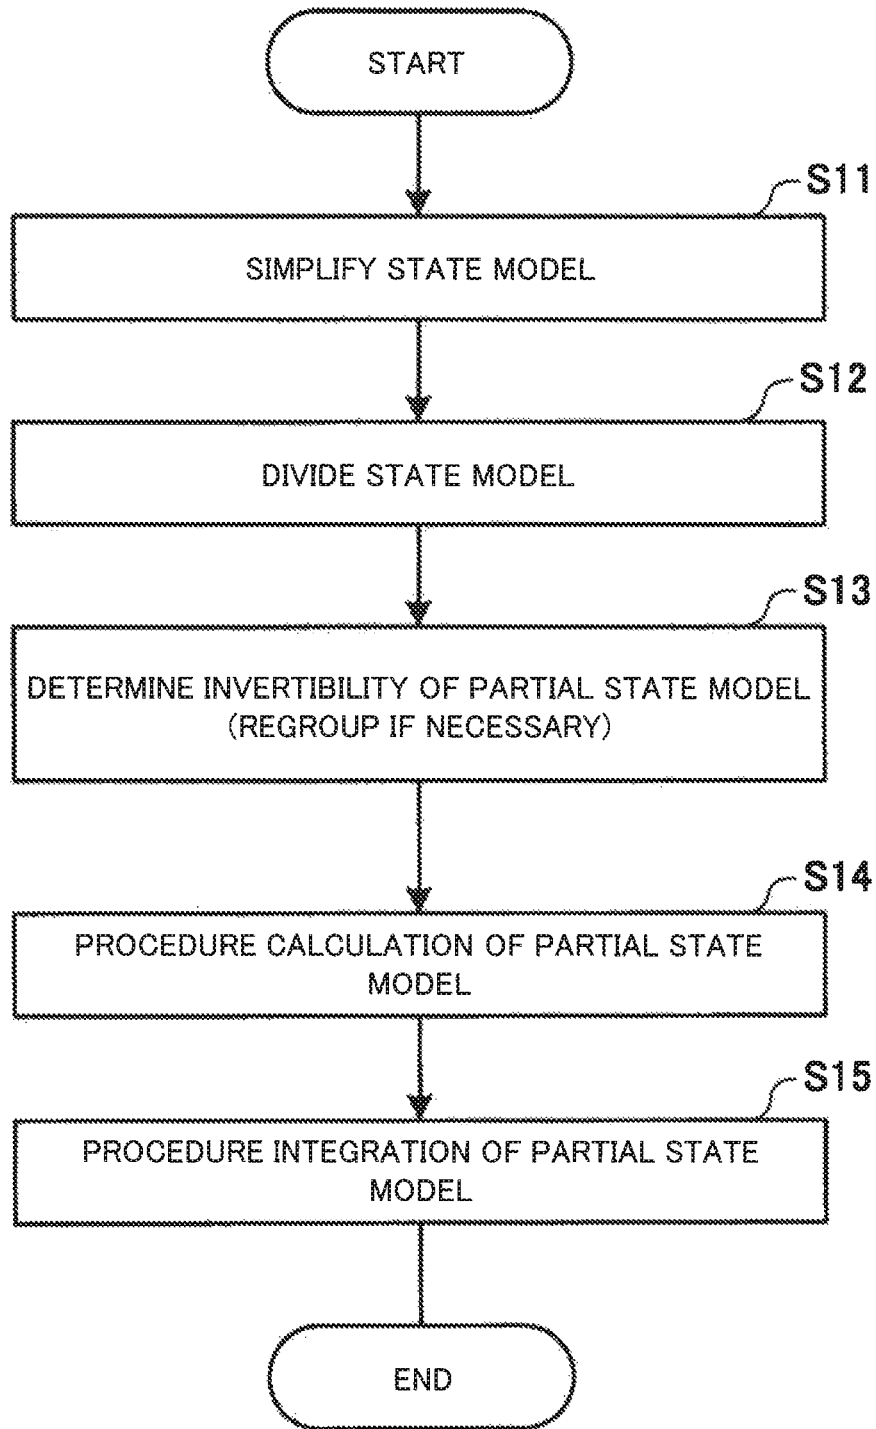 START
S11
SIMPLIFY STATE MODEL
S12
DIVIDE STATE MODEL
S13
DETERMINE INVERTIBILITY OF PARTIAL STATE MODEL
(REGROUP IF NECESSARY)
S14
PROCEDURE CALCULATION OF PARTIAL STATE
MODEL
S15
PROCEDURE INTEGRATION OF PARTIAL STATE
MODEL
END